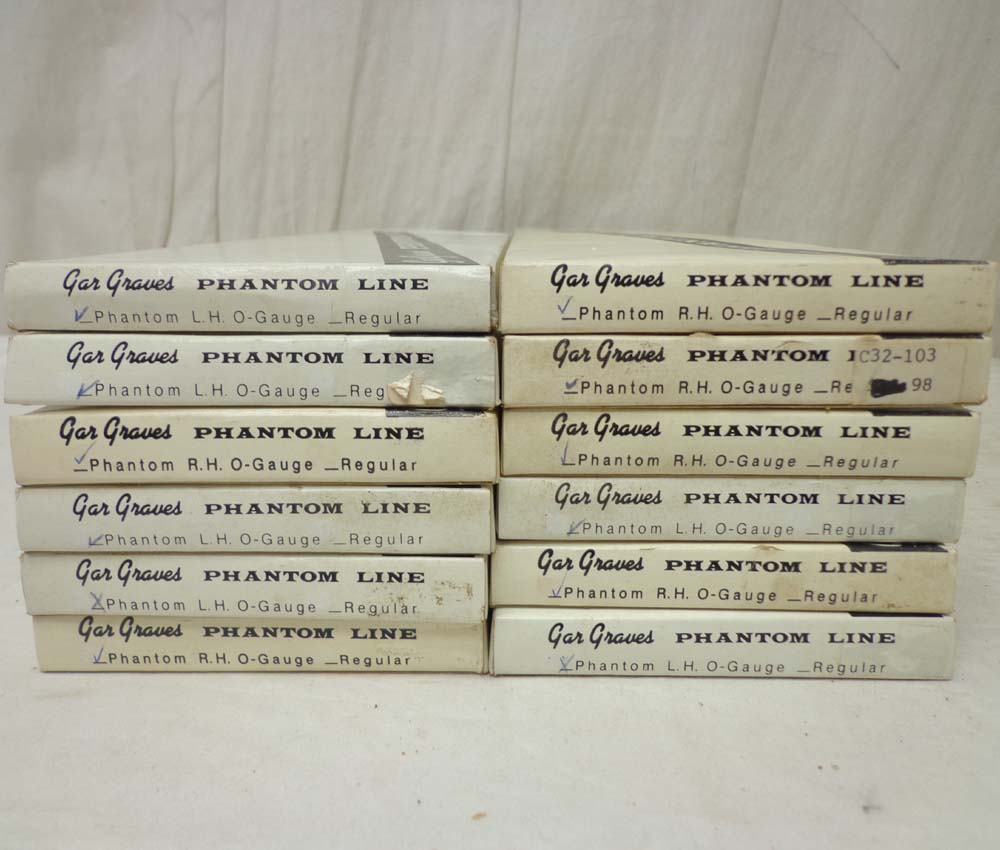 Gar Graves PHANTOM LINE
Phantom L.H. O-Gauge _Regular
Gar Graves PHANTOM LINE
Phantom L.H. O-Gauge _Reg
Gar Graves PHANTOM LINE
Phantom R.H. O-Gauge _Regular
Gar Graves PHANTOM LINE
Phantom L.H. O-Gauge _Regular
Gar Graves PHANTOM LINE
Phantom L.H. O-Gauge _Regular
Gar Graves PHANTOM LINE
Phantom R.H. O-Gauge _Regular
Gar Graves PHANTOM LINE
Phantom R.H. O-Gauge _Regular
Gar Graves PHANTOM C32-103
Phantom R.H. O-Gauge _Re 98
Gar Graves PHANTOM LINE
Phantom R.H. O-Gauge _Regular
Gar Graves PHANTOM LINE
Phantom L.H. O-Gauge _Regular
Gar Graves PHANTOM LINE
Phantom R.H. O-Gauge _Regular
Gar Graves PHANTOM LINE
Phantom L.H. O-Gauge _Regular